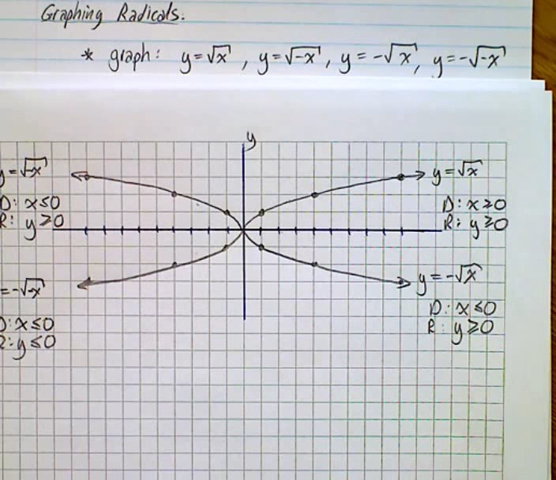 Graphing Radicals.
* graph: y=√x, y=√-x, y=-√x, y=-√-x
y
y=√-x
D: x≤0
R: y≥0
y=√x
D: x≥0
R: y≥0
=-√-x
D: x≤0
R: y≤0
y=-√x
D: x≤0
R: y≥0